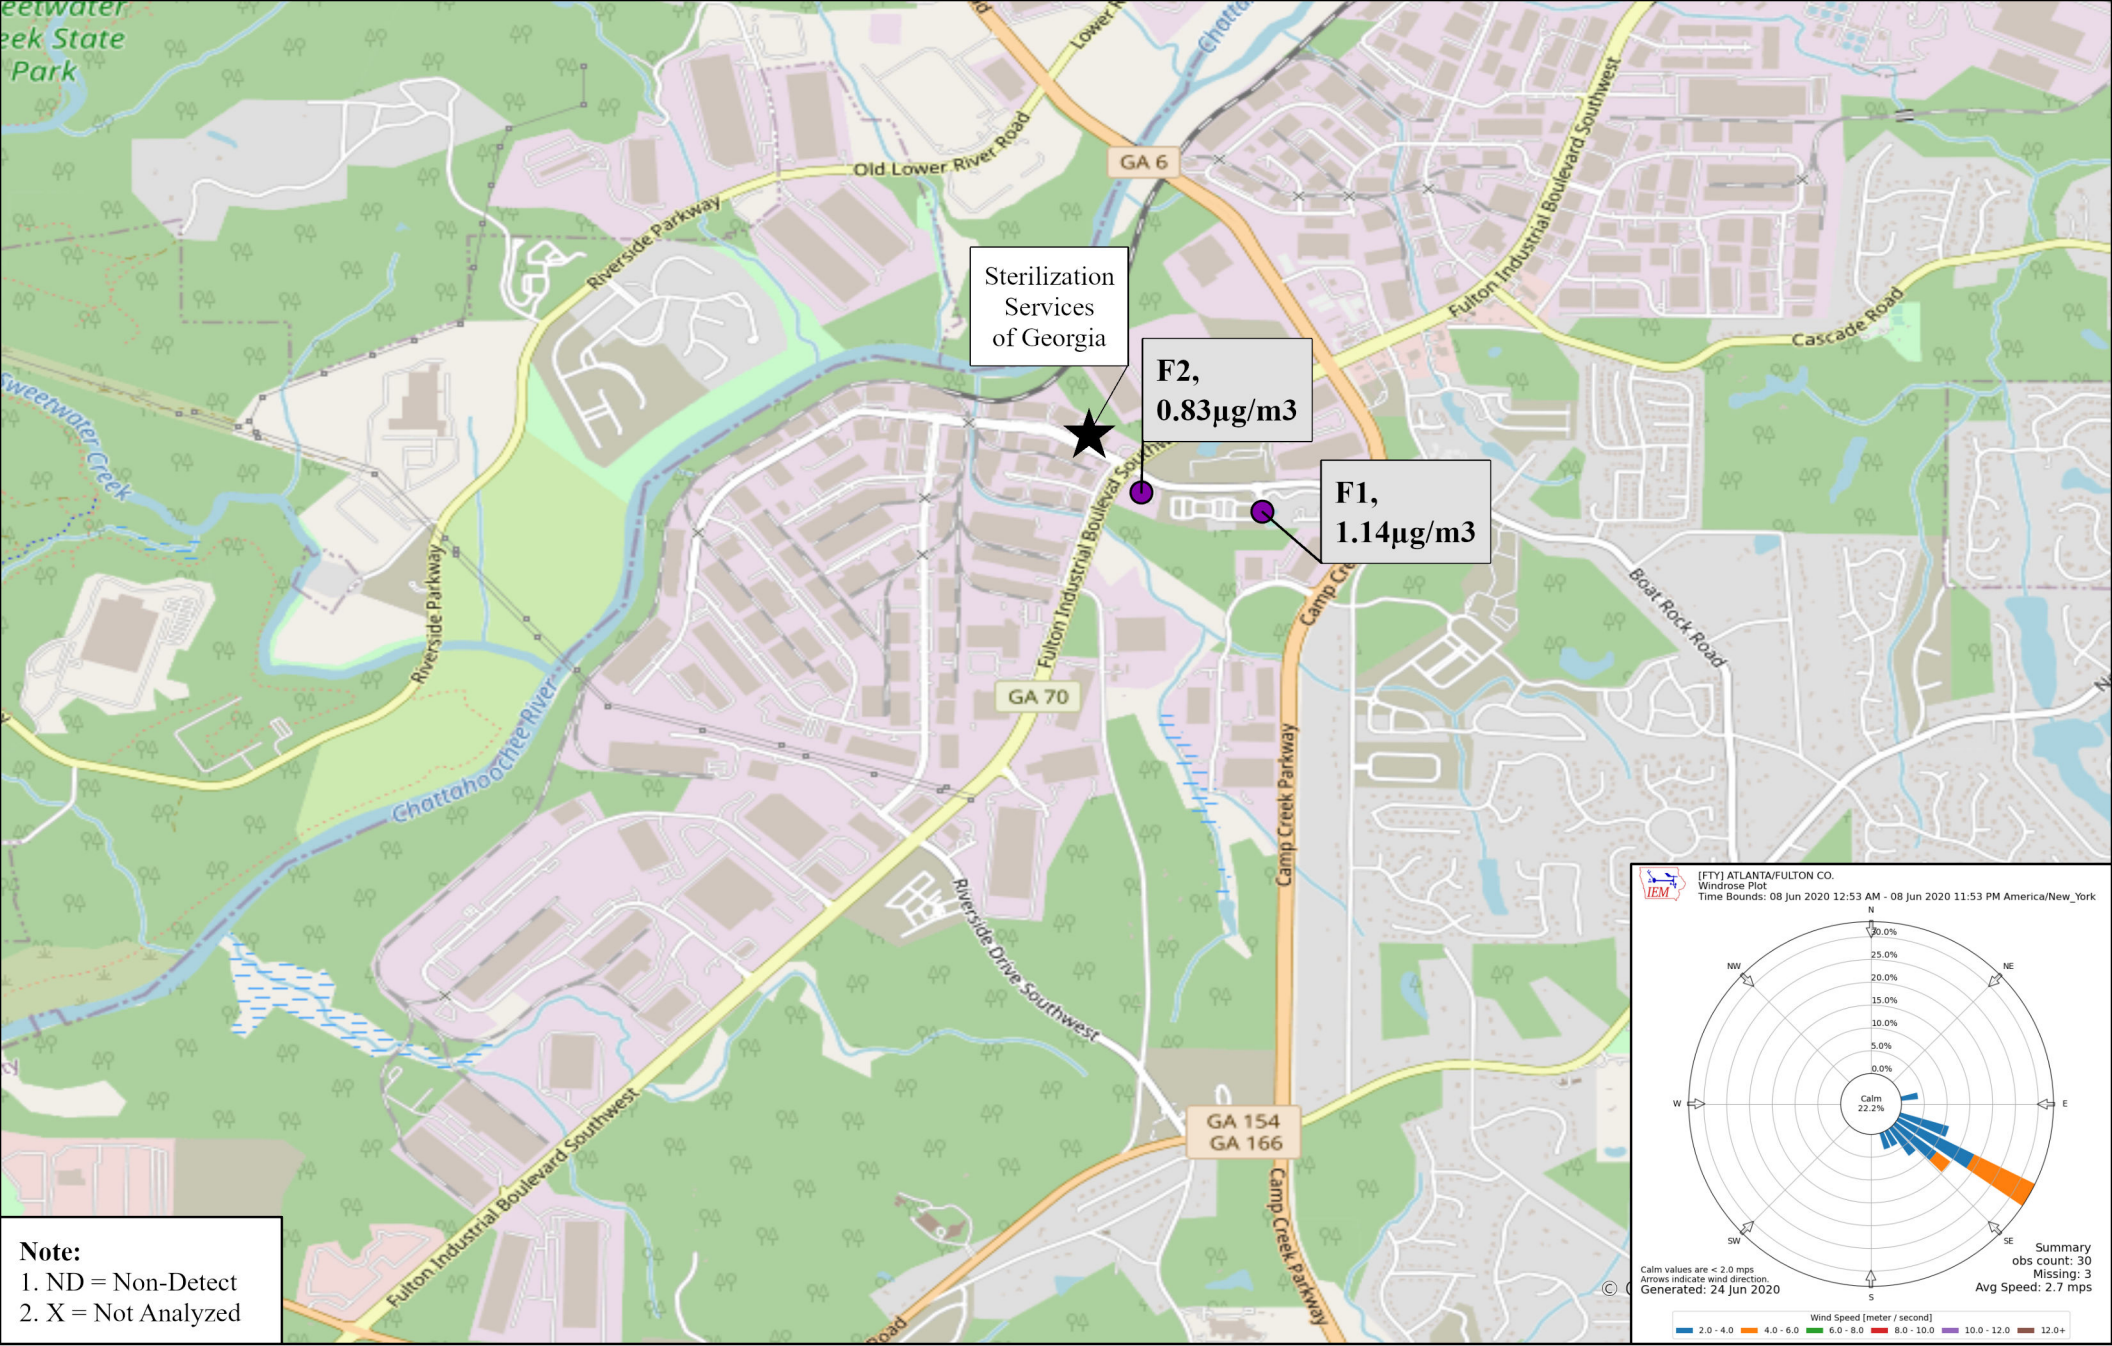 eetwater
eek State
Park
Chatta
Lower R
GA 6
Old Lower River Road
Riverside Parkway
Fulton Industrial Boulevard Southwest
Fulton Industrial Boulevard Southwest
Cascade Road
Sterilization
Services
of Georgia
F2,
0.83µg/m3
F1,
1.14µg/m3
Sweetwater Creek
Riverside Parkway
Fulton Industrial Bouleval Southw
Camp Cre
Boat Rock Road
GA 70
Chattahoochee River
Camp Creek Parkway
Riverside Drive Southwest
GA 154
GA 166
Camp Creek Parkway
Fulton Industrial Boulevard Southwest
Road
©
Note:
1. ND = Non-Detect
2. X = Not Analyzed
IEM
[FTY] ATLANTA/FULTON CO.
Windrose Plot
Time Bounds: 08 Jun 2020 12:53 AM - 08 Jun 2020 11:53 PM America/New_York
N
30.0%
25.0%
NW
NE
20.0%
15.0%
10.0%
5.0%
0.0%
Calm
22.2%
W
E
SW
SE
S
Summary
obs count: 30
Missing: 3
Avg Speed: 2.7 mps
Calm values are < 2.0 mps
Arrows indicate wind direction.
Generated: 24 Jun 2020
Wind Speed [meter / second]
2.0 - 4.0 4.0 - 6.0 6.0 - 8.0 8.0 - 10.0 10.0 - 12.0 12.0+